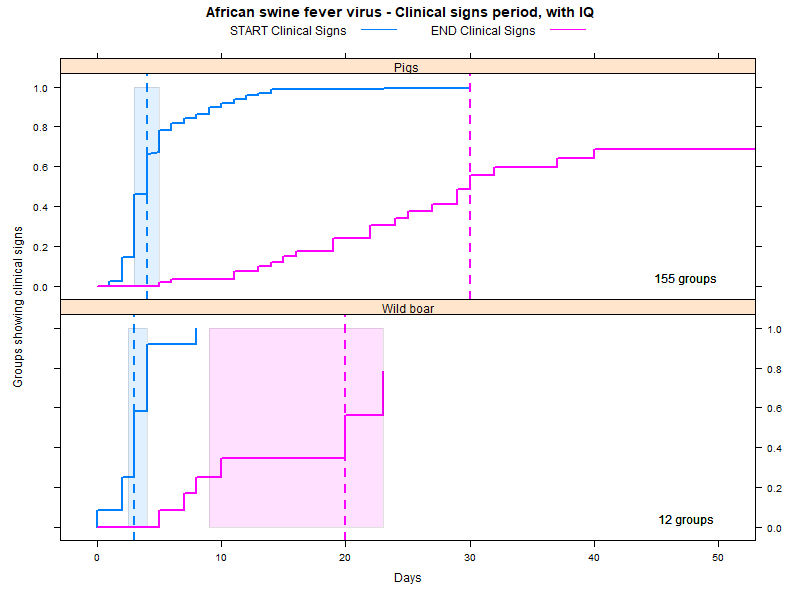 African swine fever virus - Clinical signs period, with IQ
START Clinical Signs END Clinical Signs
Pigs
1.0
0.8
0.6
0.4
0.2
0.0
155 groups
Wild boar
1.0
0.8
0.6
0.4
0.2
0.0
12 groups
Groups showing clinical signs
0 10 20 30 40 50
Days